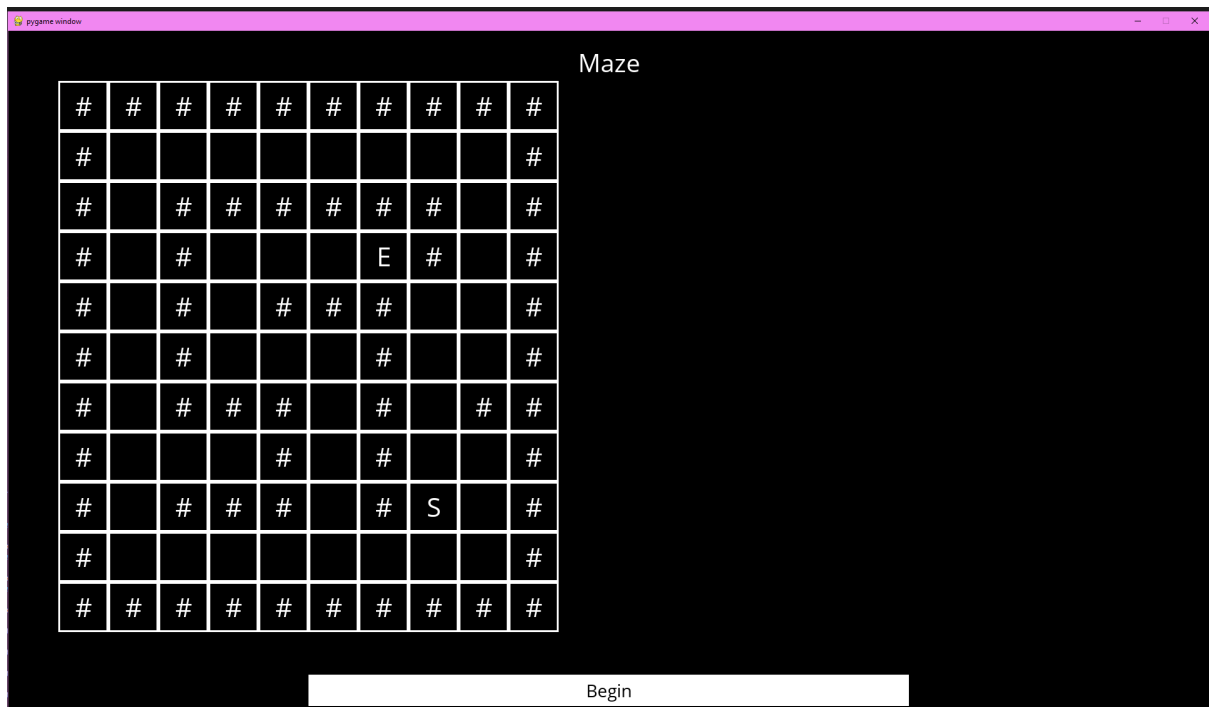 pygame window
Maze
# # # # # # # # # #
# #
# # # # # # # #
# # E # #
# # # # # #
# # # #
# # # # # # #
# # # #
# # # # # S #
# #
# # # # # # # # # #
Begin